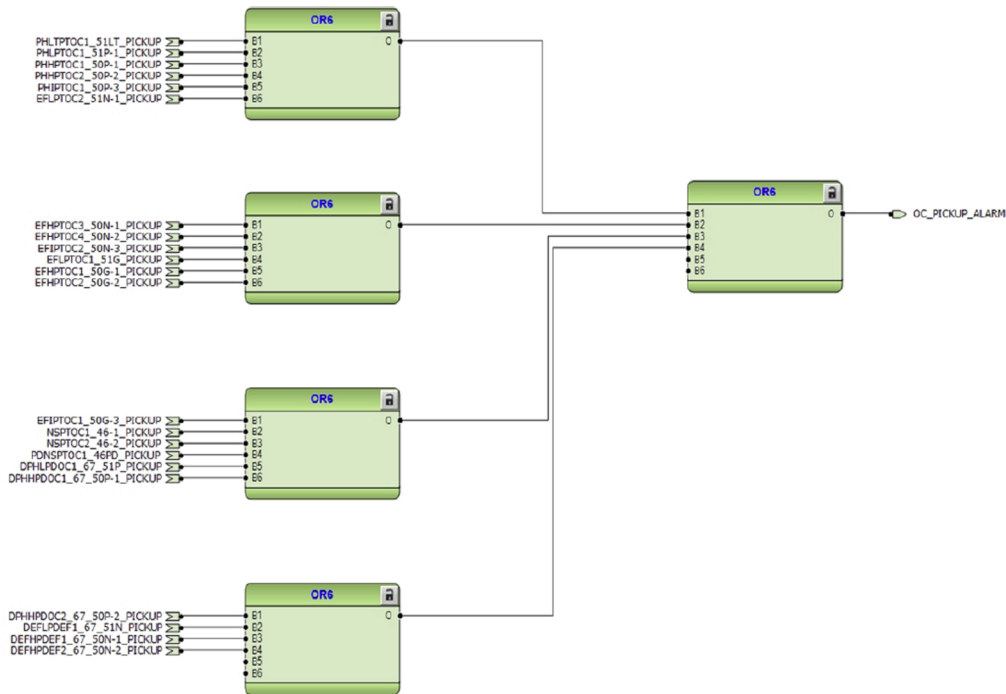 OR6
PHLTPTOC1_51LT_PICKUP B1 O
PHLPTOC1_51P-1_PICKUP B2
PHHPTOC1_50P-1_PICKUP B3
PHHPTOC2_50P-2_PICKUP B4
PHIPTOC1_50P-3_PICKUP B5
EFLPTOC2_51N-1_PICKUP B6
OR6
EFHPTOC3_50N-1_PICKUP B1 O
EFHPTOC4_50N-2_PICKUP B2
EFIPTOC2_50N-3_PICKUP B3
EFLPTOC1_51G_PICKUP B4
EFHPTOC1_50G-1_PICKUP B5
EFHPTOC2_50G-2_PICKUP B6
OR6
B1 O OC_PICKUP_ALARM
B2
B3
B4
B5
B6
OR6
EFIPTOC1_50G-3_PICKUP B1 O
NSPTOC1_46-1_PICKUP B2
NSPTOC2_46-2_PICKUP B3
PDNSPTOC1_46PD_PICKUP B4
DPHLPDOC1_67_51P_PICKUP B5
DPHHPDOC1_67_50P-1_PICKUP B6
OR6
DPHHPDOC2_67_50P-2_PICKUP B1 O
DEFLPDEF1_67_51N_PICKUP B2
DEFHPDEF1_67_50N-1_PICKUP B3
DEFHPDEF2_67_50N-2_PICKUP B4
B5
B6